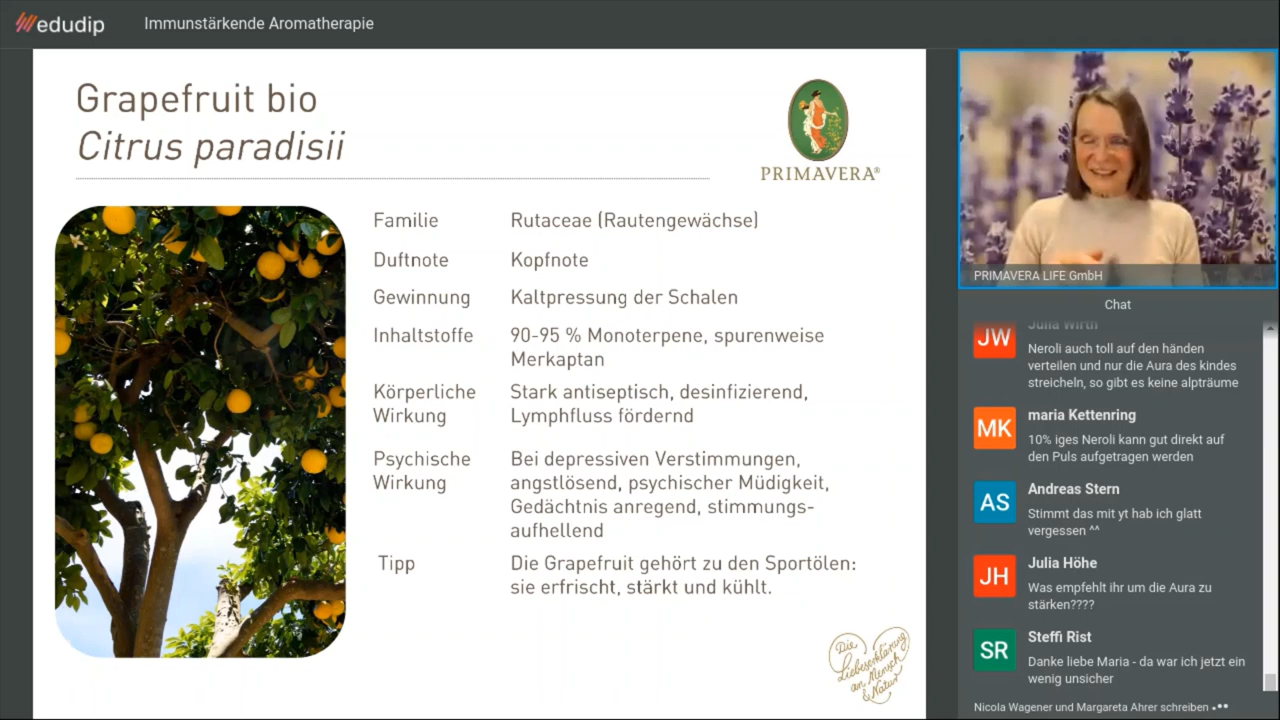 edudip
Immunstärkende Aromatherapie
Grapefruit bio
Citrus paradisii
PRIMAVERA®
Familie Rutaceae (Rautengewächse)
Duftnote Kopfnote
Gewinnung Kaltpressung der Schalen
Inhaltstoffe 90-95 % Monoterpene, spurenweise
Merkaptan
Körperliche Stark antiseptisch, desinfizierend,
Wirkung Lymphfluss fördernd
Psychische Bei depressiven Verstimmungen,
Wirkung angstlösend, psychischer Müdigkeit,
Gedächtnis anregend, stimmungs-
aufhellend
Tipp Die Grapefruit gehört zu den Sportölen:
sie erfrischt, stärkt und kühlt.
Die
Liebeserklärung
an Mensch
& Natur
PRIMAVERA LIFE GmbH
Chat
JW
Julia Wirth
Neroli auch toll auf den händen
verteilen und nur die Aura des kindes
streicheln, so gibt es keine alpträume
MK
maria Kettenring
10% iges Neroli kann gut direkt auf
den Puls aufgetragen werden
AS
Andreas Stern
Stimmt das mit yt hab ich glatt
vergessen ^^
JH
Julia Höhe
Was empfehlt ihr um die Aura zu
stärken????
SR
Steffi Rist
Danke liebe Maria - da war ich jetzt ein
wenig unsicher
Nicola Wagener und Margareta Ahrer schreiben